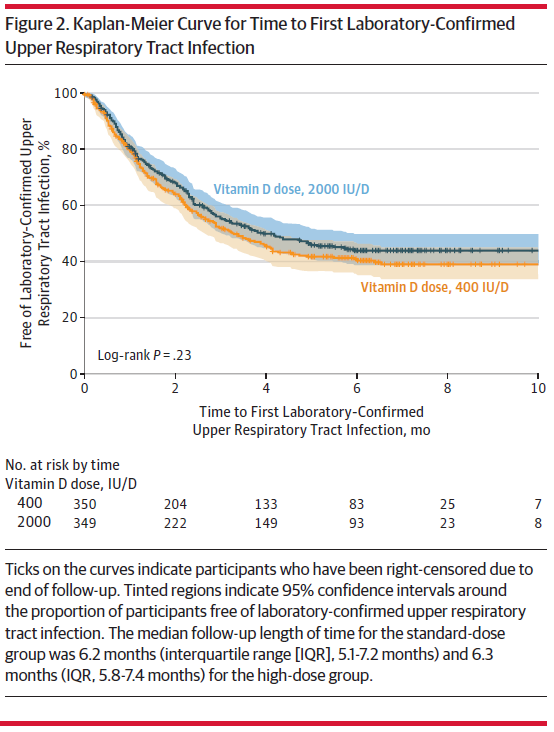 Figure 2. Kaplan-Meier Curve for Time to First Laboratory-Confirmed
Upper Respiratory Tract Infection
Free of Laboratory-Confirmed Upper
Respiratory Tract Infection, %
100
80
60
40
20
0
Vitamin D dose, 2000 IU/D
Vitamin D dose, 400 IU/D
Log-rank P = .23
0 2 4 6 8 10
Time to First Laboratory-Confirmed
Upper Respiratory Tract Infection, mo
No. at risk by time
Vitamin D dose, IU/D
400 350 204 133 83 25 7
2000 349 222 149 93 23 8
Ticks on the curves indicate participants who have been right-censored due to
end of follow-up. Tinted regions indicate 95% confidence intervals around
the proportion of participants free of laboratory-confirmed upper respiratory
tract infection. The median follow-up length of time for the standard-dose
group was 6.2 months (interquartile range [IQR], 5.1-7.2 months) and 6.3
months (IQR, 5.8-7.4 months) for the high-dose group.